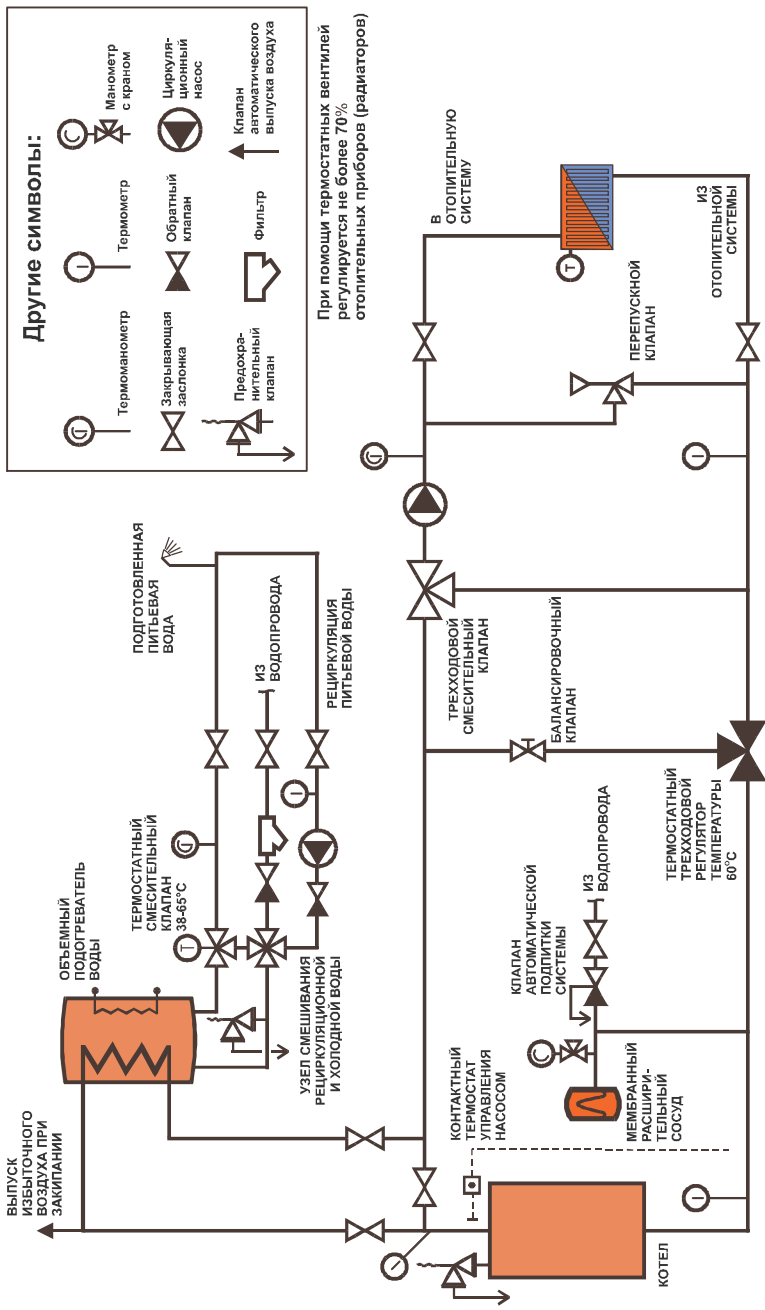 Другие символы:
Термоманометр
Термометр
Манометр
с краном
Закрывающая
заслонка
Обратный
клапан
Циркуля-
ционный
насос
Предохра-
нительный
клапан
Фильтр
Клапан
автоматического
выпуска воздуха
При помощи термостатных вентилей
регулируется не более 70%
отопительных приборов (радиаторов)
ВЫПУСК
ИЗБЫТОЧНОГО
ВОЗДУХА ПРИ
ЗАКИПАНИИ
ОБЪЕМНЫЙ
ПОДОГРЕВАТЕЛЬ
ВОДЫ
ТЕРМОСТАТНЫЙ
СМЕСИТЕЛЬНЫЙ
КЛАПАН
38-65°С
Т
ПОДГОТОВЛЕННАЯ
ПИТЬЕВАЯ
ВОДА
ИЗ
ВОДОПРОВОДА
РЕЦИРКУЛЯЦИЯ
ПИТЬЕВОЙ ВОДЫ
УЗЕЛ СМЕШИВАНИЯ
РЕЦИРКУЛЯЦИОННОЙ
И ХОЛОДНОЙ ВОДЫ
В
ОТОПИТЕЛЬНУЮ
СИСТЕМУ
ТРЕХХОДОВОЙ
СМЕСИТЕЛЬНЫЙ
КЛАПАН
БАЛАНСИРОВОЧНЫЙ
КЛАПАН
ПЕРЕПУСКНОЙ
КЛАПАН
Т
ИЗ
ОТОПИТЕЛЬНОЙ
СИСТЕМЫ
КОНТАКТНЫЙ
ТЕРМОСТАТ
УПРАВЛЕНИЯ
НАСОСОМ
КЛАПАН
АВТОМАТИЧЕСКОЙ
ПОДПИТКИ
СИСТЕМЫ
ИЗ
ВОДОПРОВОДА
МЕМБРАННЫЙ
РАСШИРИ-
ТЕЛЬНЫЙ
СОСУД
ТЕРМОСТАТНЫЙ
ТРЕХХОДОВОЙ
РЕГУЛЯТОР
ТЕМПЕРАТУРЫ
60°С
КОТЕЛ